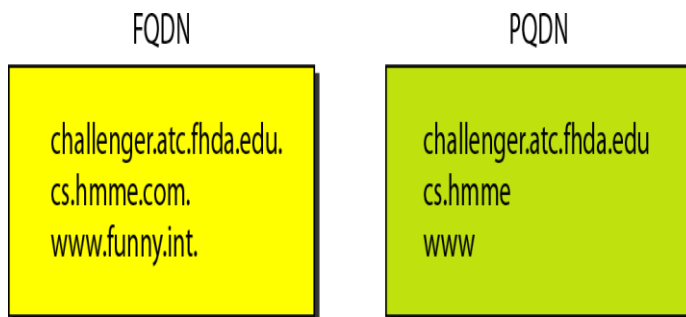 FQDN
challenger.atc.fhda.edu.
cs.hmme.com.
www.funny.int.
PQDN
challenger.atc.fhda.edu
cs.hmme
www